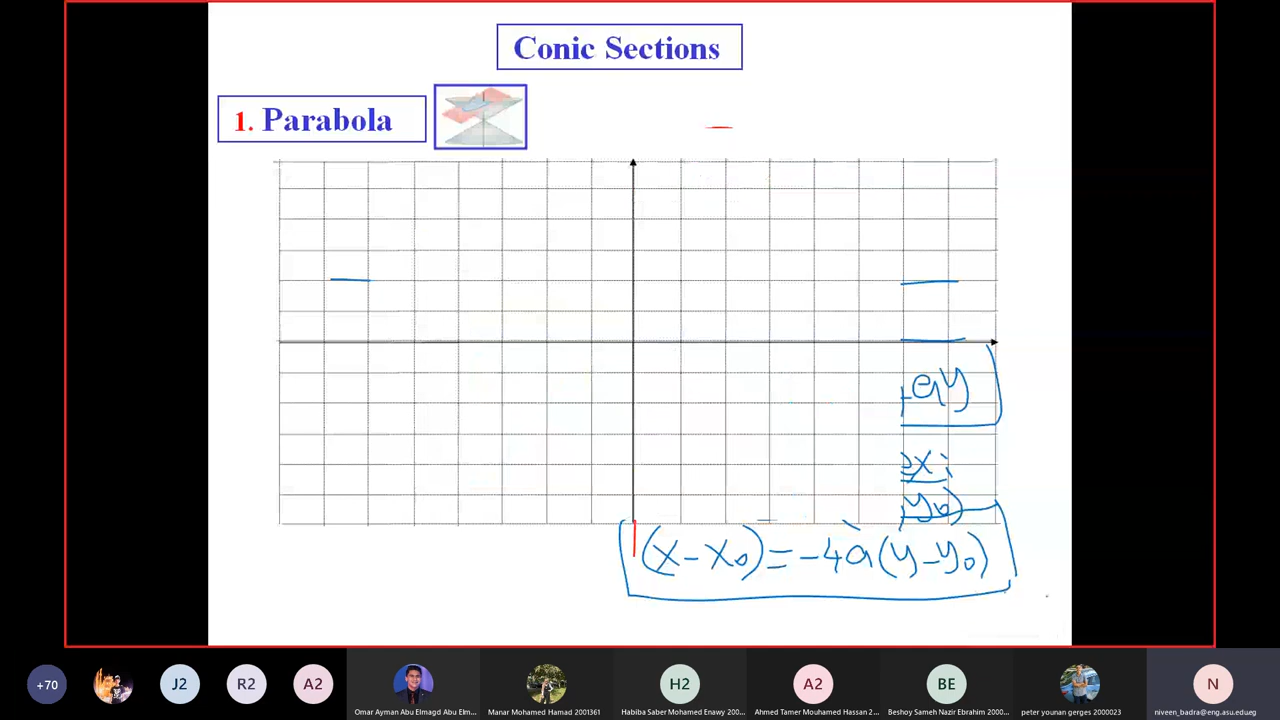 Conic Sections
1. Parabola
(x - x₀) = -4a(y - y₀)
+70
J2
R2
A2
H2
A2
BE
N
Omar Ayman Abu Elmagd Abu Elm...
Manar Mohamed Hamad 2001361
Habiba Saber Mohamed Enawy 200...
Ahmed Tamer Mouhamed Hassan 2...
Beshoy Sameh Nazir Ebrahim 2000...
peter younan gerges 2000023
niveen_badra@eng.asu.edueg